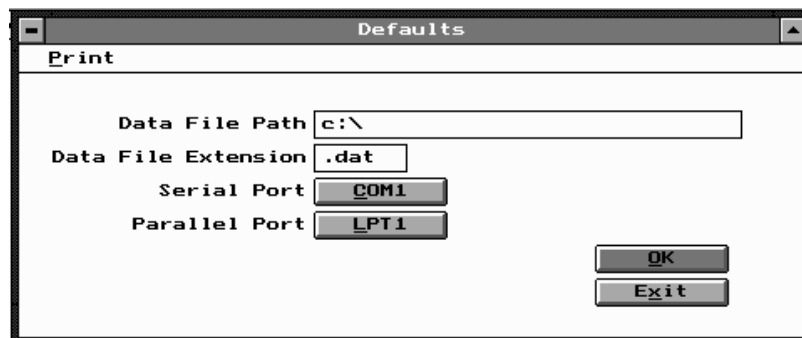 Defaults
Print
Data File Path c:\
Data File Extension .dat
Serial Port COM1
Parallel Port LPT1
OK
Exit